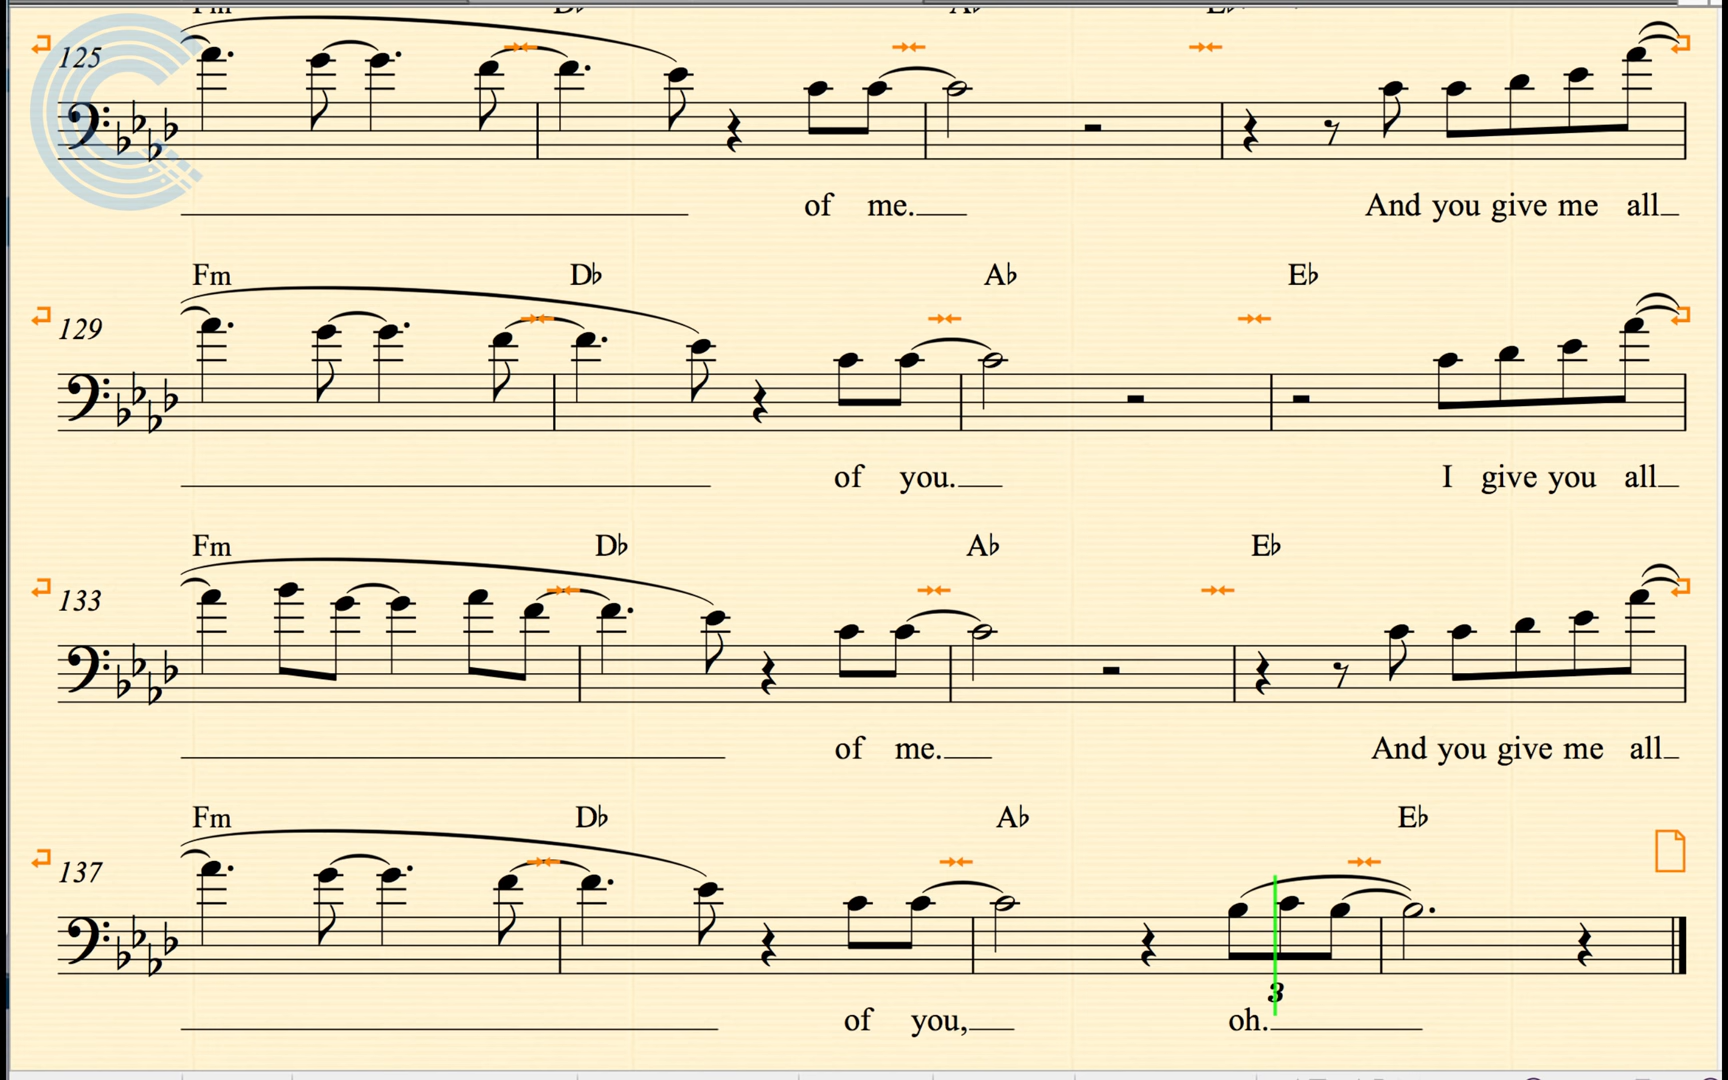 Fm D♭ A♭ E♭
125
of me. And you give me all
Fm D♭ A♭ E♭
129
of you. I give you all
Fm D♭ A♭ E♭
133
of me. And you give me all
Fm D♭ A♭ E♭
137
3
of you, oh.